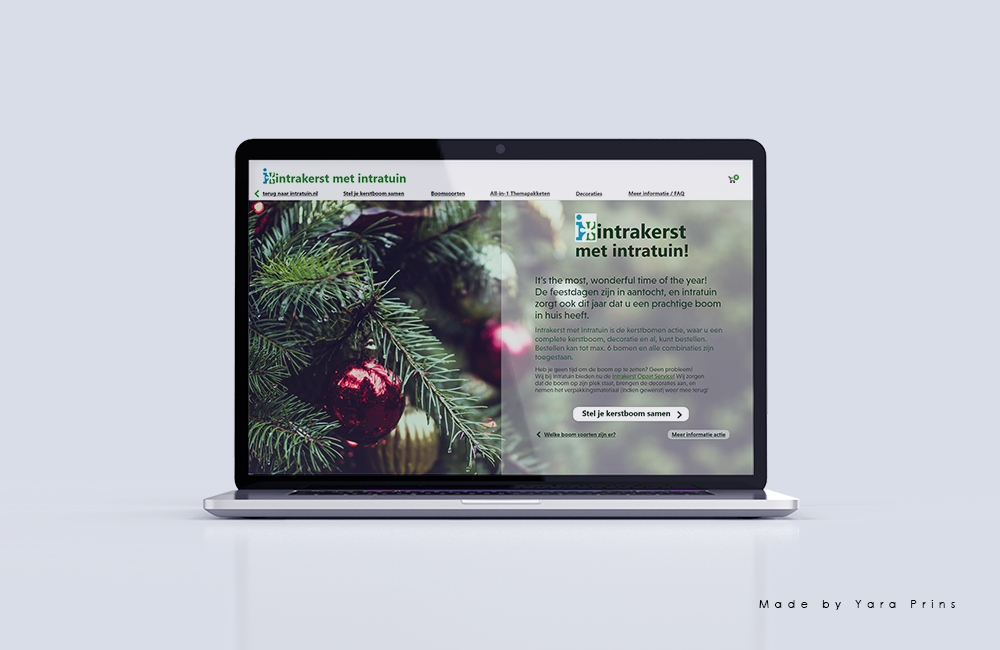 intrakerst met intratuin
terug naar intratuin.nl Stel je kerstboom samen Boomsoorten All-in-1 Themapakketen Decoraties Meer informatie / FAQ
intrakerst
met intratuin!
It's the most, wonderful time of the year!
De feestdagen zijn in aantocht, en intratuin
zorgt ook dit jaar dat u een prachtige boom
in huis heeft.
Intrakerst met Intratuin is de kerstbomen actie, waar u een
complete kerstboom, decoratie en al, kunt bestellen.
Bestellen kan tot max. 6 bomen en alle combinaties zijn
toegestaan.
Heb je geen tijd om de boom op te zetten? Geen probleem!
Wij bij Intratuin bieden nu de Intrakerst Opzet Service! Wij zorgen
dat de boom op zijn plek staat, brengen de decoraties aan, en
nemen het verpakkingsmateriaal (indien gewenst) weer mee terug!
Stel je kerstboom samen
Welke boom soorten zijn er? Meer informatie actie
Made by Yara Prins